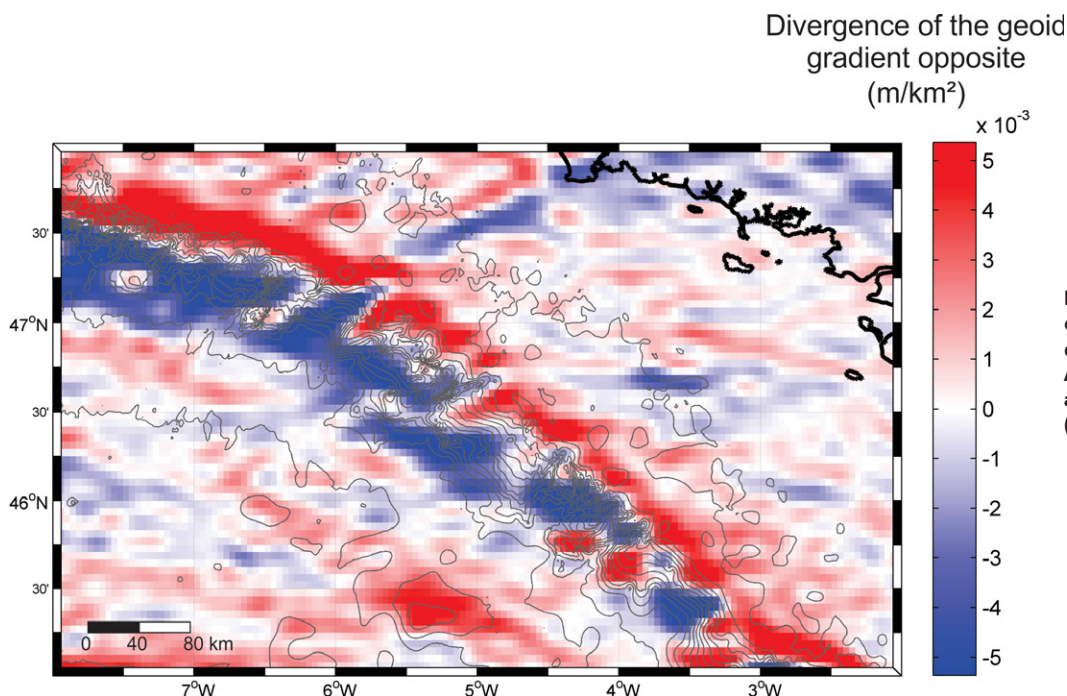 Divergence of the geoid
gradient opposite
(m/km²)
x 10⁻³
5
4
3
2
1
0
-1
-2
-3
-4
-5
30'
47°N
30'
46°N
30'
0 40 80 km
7°W 6°W 5°W 4°W 3°W